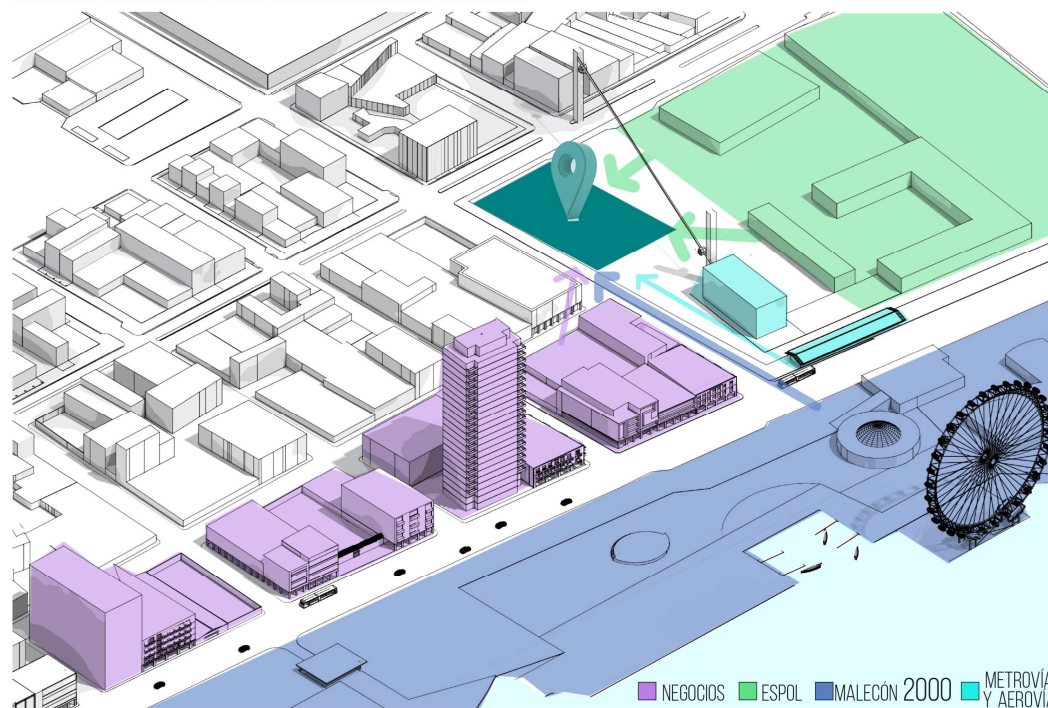 NEGOCIOS
ESPOL
MALECÓN 2000
METROVÍA
Y AEROVÍA